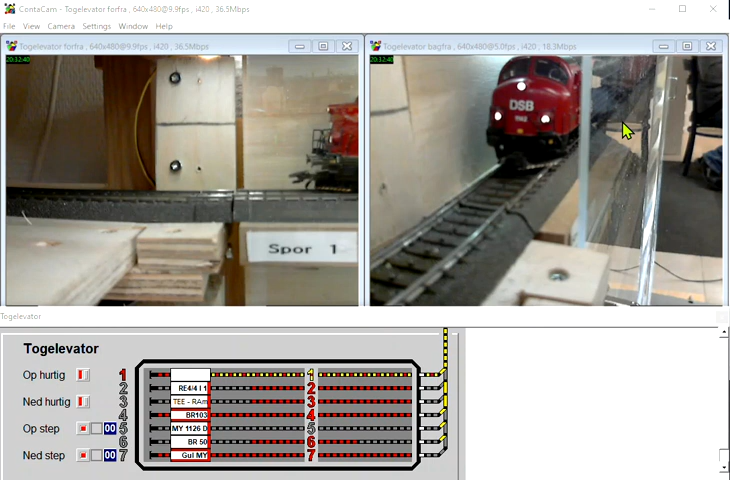 ContaCam - Togelevator forfra , 640x480@9.9fps , i420 , 36.5Mbps
File View Camera Settings Window Help
Togelevator forfra , 640x480@9.9fps , i420 , 36.5Mbps
Togelevator bagfra , 640x480@5.0fps , i420 , 18.3Mbps
20:12:40
20:12:40
DSB
Spor 1
Togelevator
Togelevator
Op hurtig 1 1
2 RE4/4 I 1 2
Ned hurtig 3 TEE - RAm 3
4 BR103 4
Op step 00 5 MY 1126 D 5
6 BR 50 6
Ned step 00 7 Gul MY 7